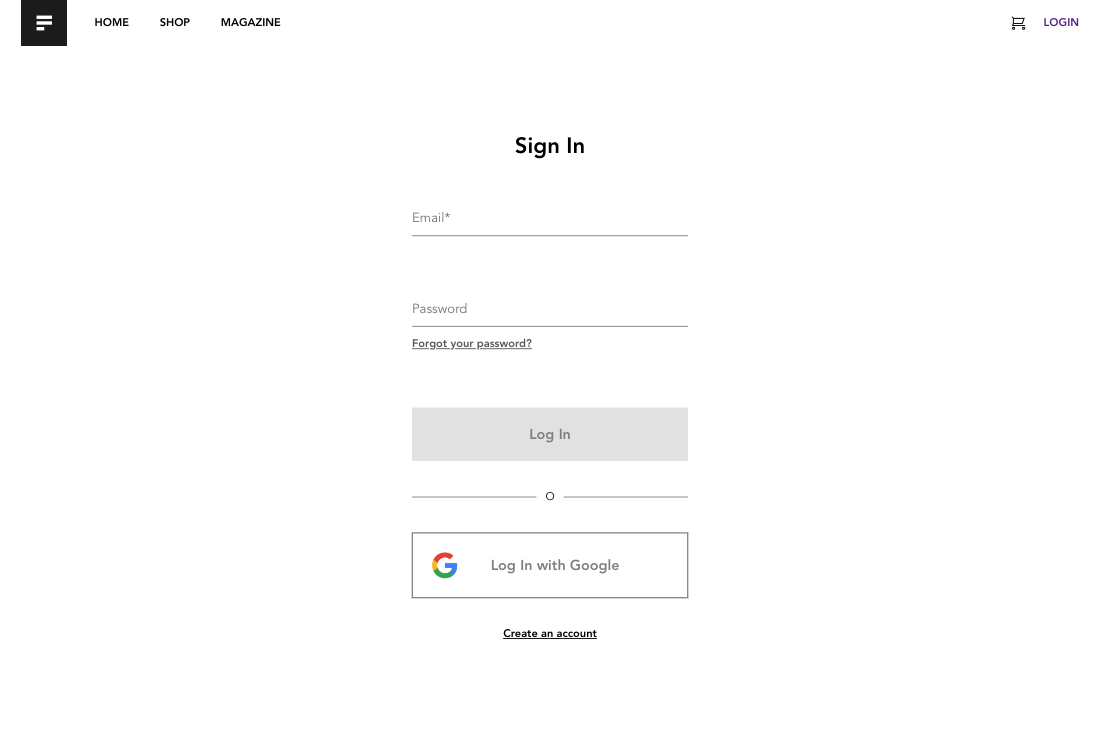 HOME SHOP MAGAZINE LOGIN
Sign In
Email*
Password
Forgot your password?
Log In
O
Log In with Google
Create an account